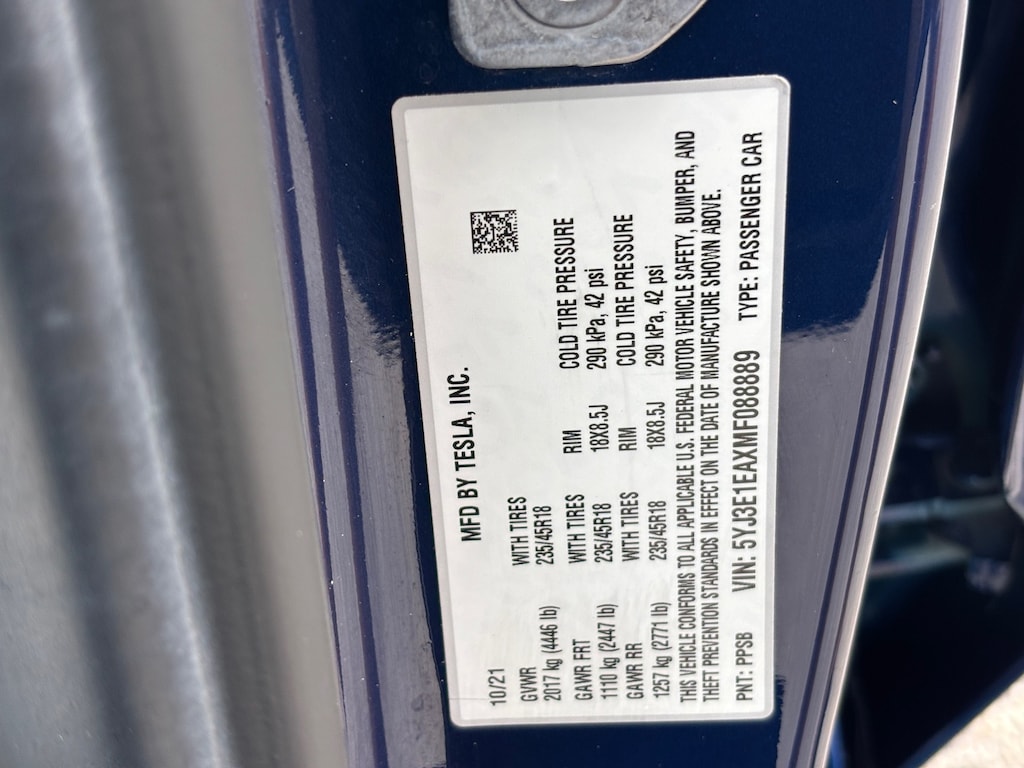 MFD BY TESLA, INC.
10/21
GVWR WITH TIRES
2017 kg (4446 lb) 235/45R18
GAWR FRT WITH TIRES RIM COLD TIRE PRESSURE
1110 kg (2447 lb) 235/45R18 18X8.5J 290 kPa, 42 psi
GAWR RR WITH TIRES RIM COLD TIRE PRESSURE
1257 kg (2771 lb) 235/45R18 18X8.5J 290 kPa, 42 psi
THIS VEHICLE CONFORMS TO ALL APPLICABLE U.S. FEDERAL MOTOR VEHICLE SAFETY, BUMPER, AND
THEFT PREVENTION STANDARDS IN EFFECT ON THE DATE OF MANUFACTURE SHOWN ABOVE.
PNT: PPSB VIN: 5YJ3E1EAXMF088889 TYPE: PASSENGER CAR